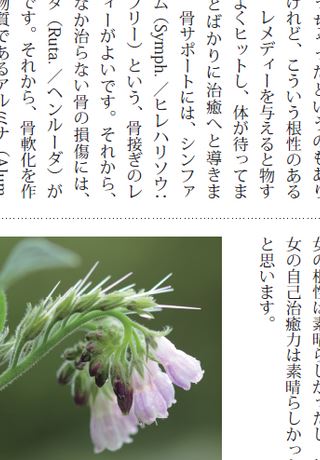 ちゃったというのもあり
けれど、こういう根性のある
レメディーを与えると物す
よくヒットし、体が待ってま
とばかりに治癒へと導きま
骨サポートには、シンファ
ム（Symph.／ヒレハリソウ：
フリー）という、骨接ぎのレ
ィーがよいです。それから、
なか治らない骨の損傷には、
タ（Ruta.／ヘンルーダ）が
です。それから、骨軟化を作
物質であるアルミナ（Alum
女の根性は素晴らしかったし
女の自己治癒力は素晴らしかっ
と思います。